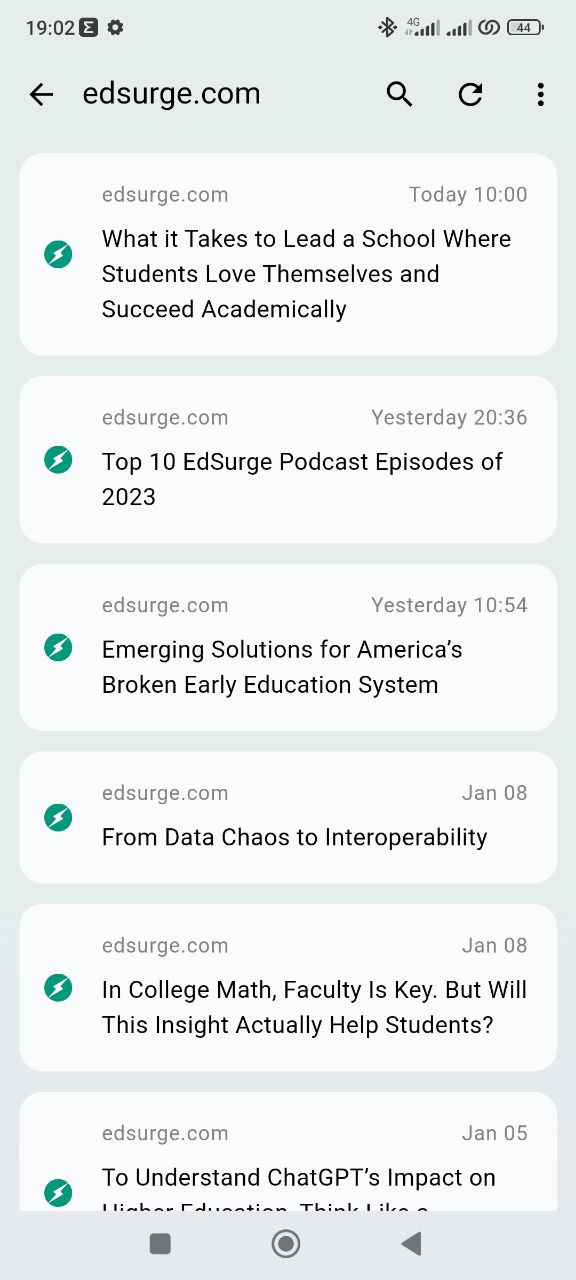 19:02
4G
44
edsurge.com
edsurge.com
Today 10:00
What it Takes to Lead a School Where
Students Love Themselves and
Succeed Academically
edsurge.com
Yesterday 20:36
Top 10 EdSurge Podcast Episodes of
2023
edsurge.com
Yesterday 10:54
Emerging Solutions for America’s
Broken Early Education System
edsurge.com
Jan 08
From Data Chaos to Interoperability
edsurge.com
Jan 08
In College Math, Faculty Is Key. But Will
This Insight Actually Help Students?
edsurge.com
Jan 05
To Understand ChatGPT’s Impact on
Higher Education, Think Like a